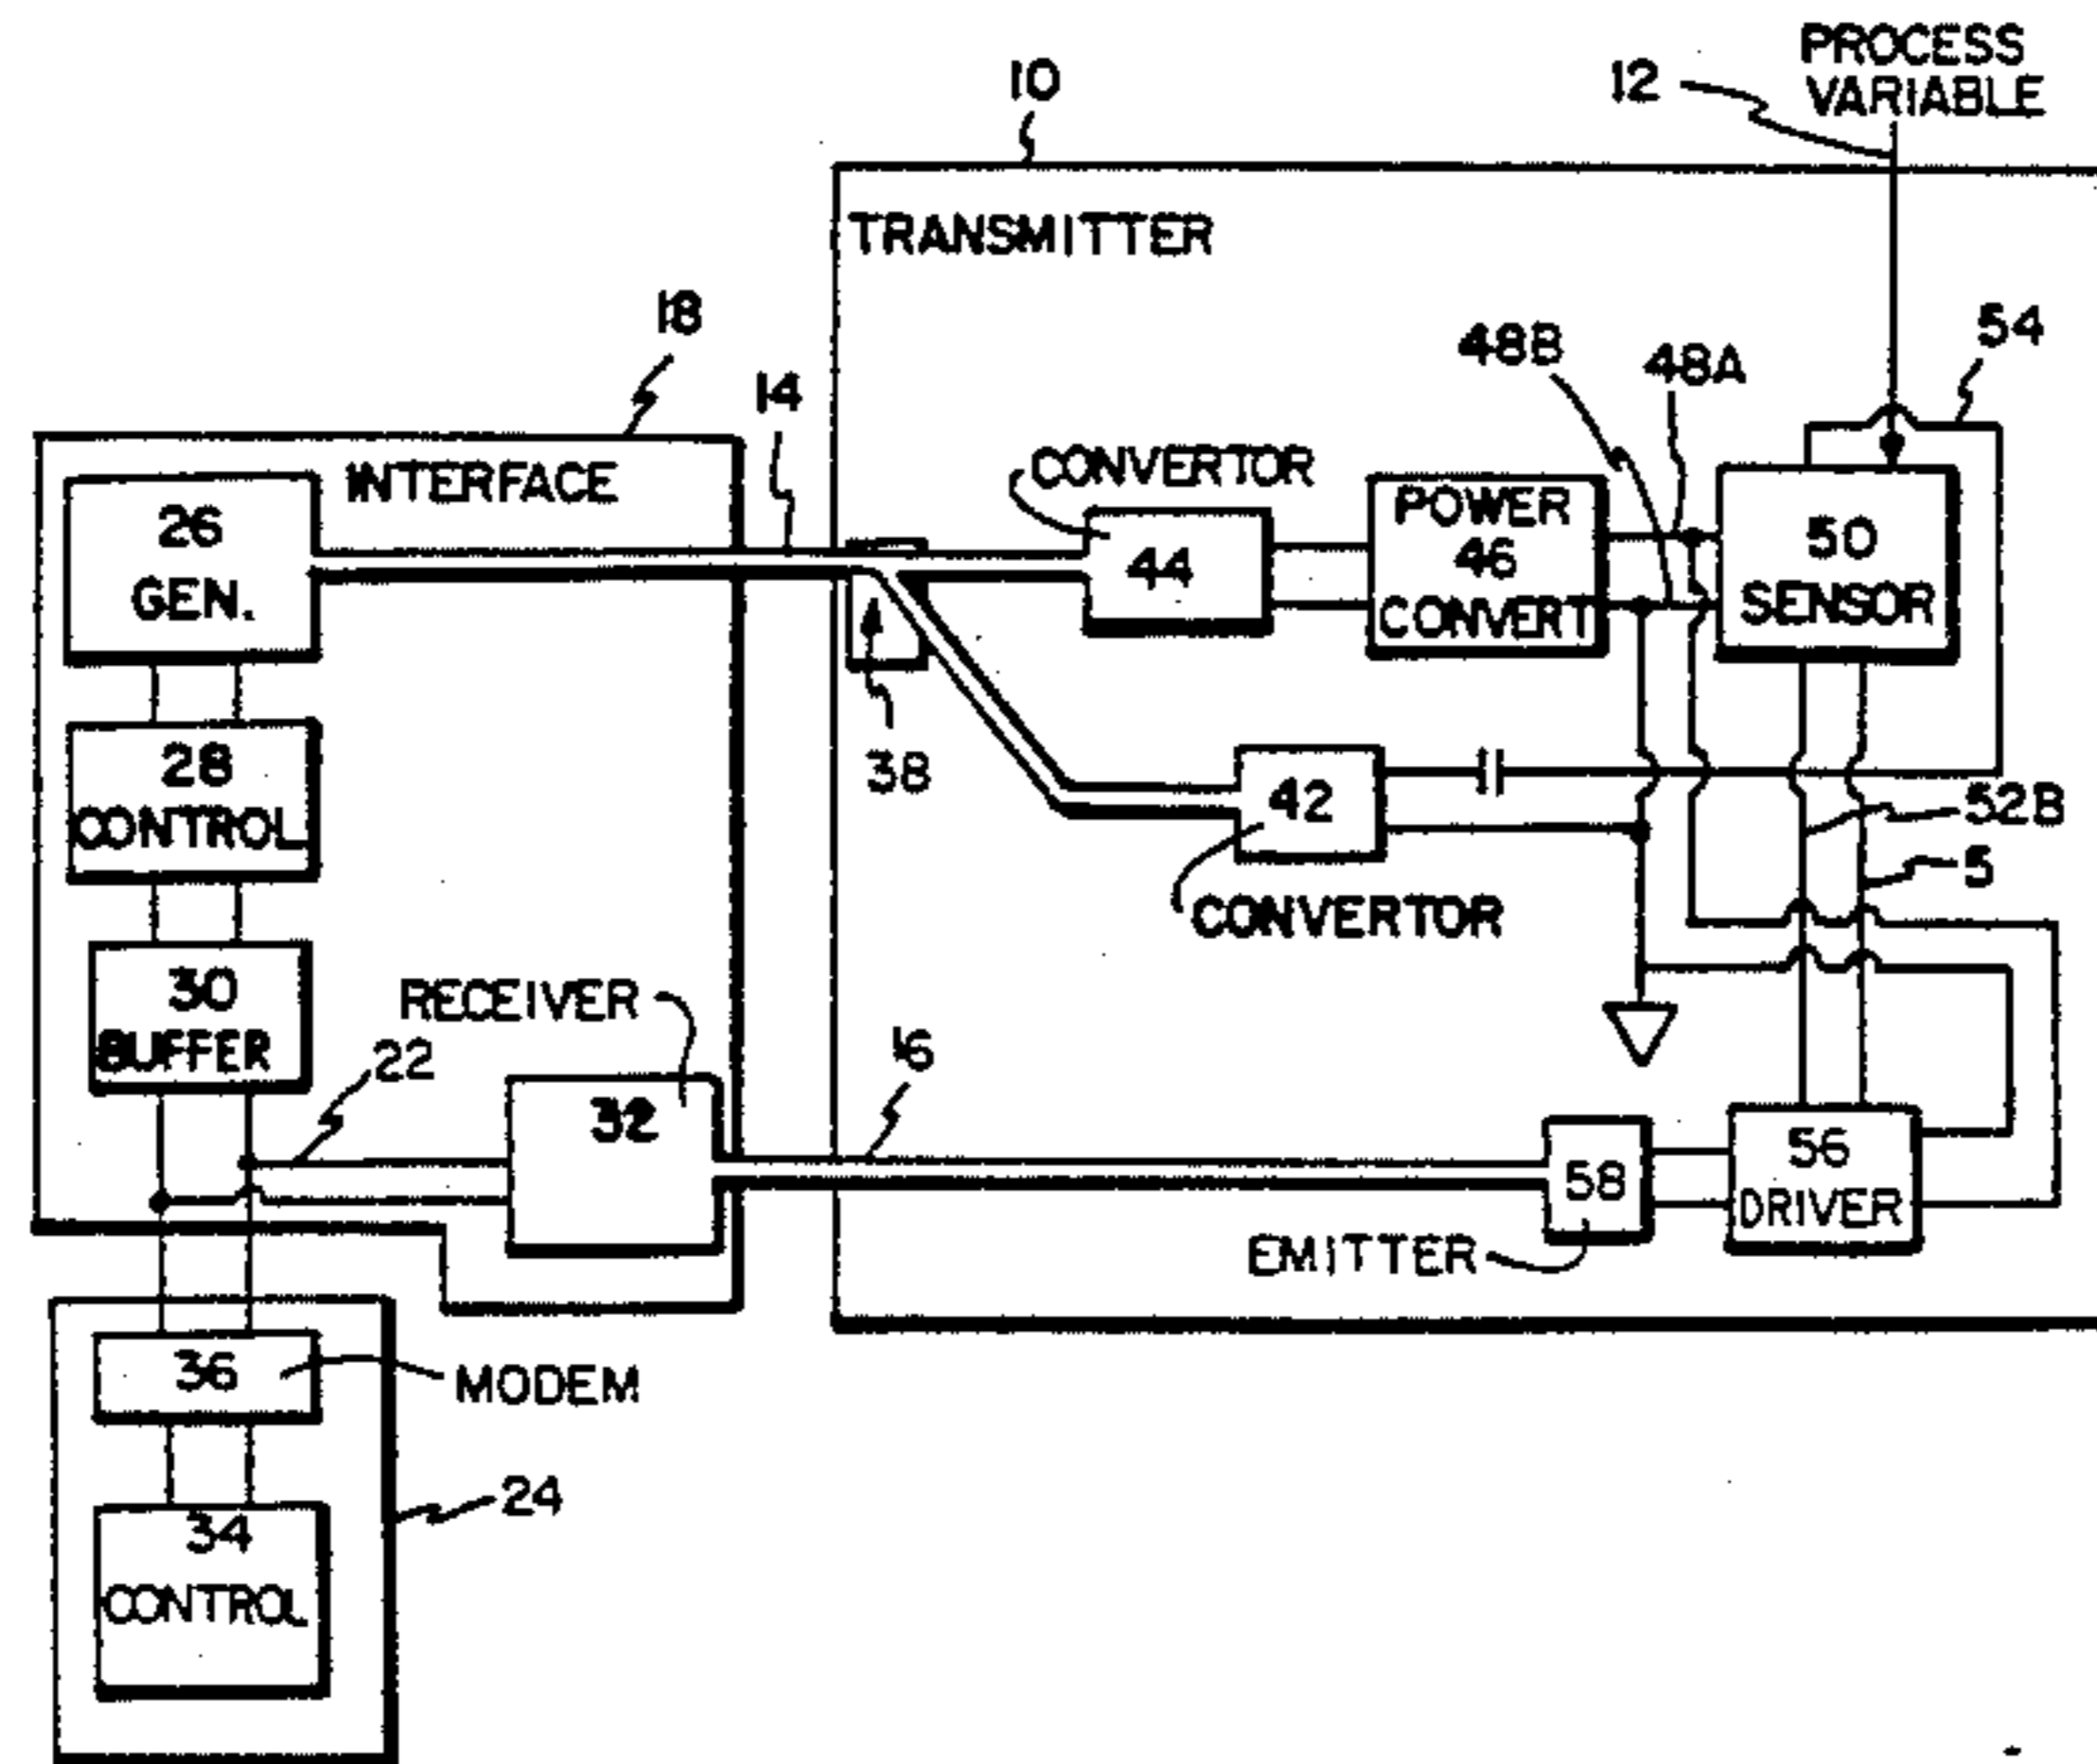 PROCESS
VARIABLE
12
10
TRANSMITTER
18
14
48B
48A
54
INTERFACE
26
GEN.
CONVERTOR
44
POWER
46
CONVERT
50
SENSOR
38
28
CONTROL
42
CONVERTOR
52B
5
30
BUFFER
22
RECEIVER
32
16
58
EMITTER
56
DRIVER
36
MODEM
24
34
CONTROL